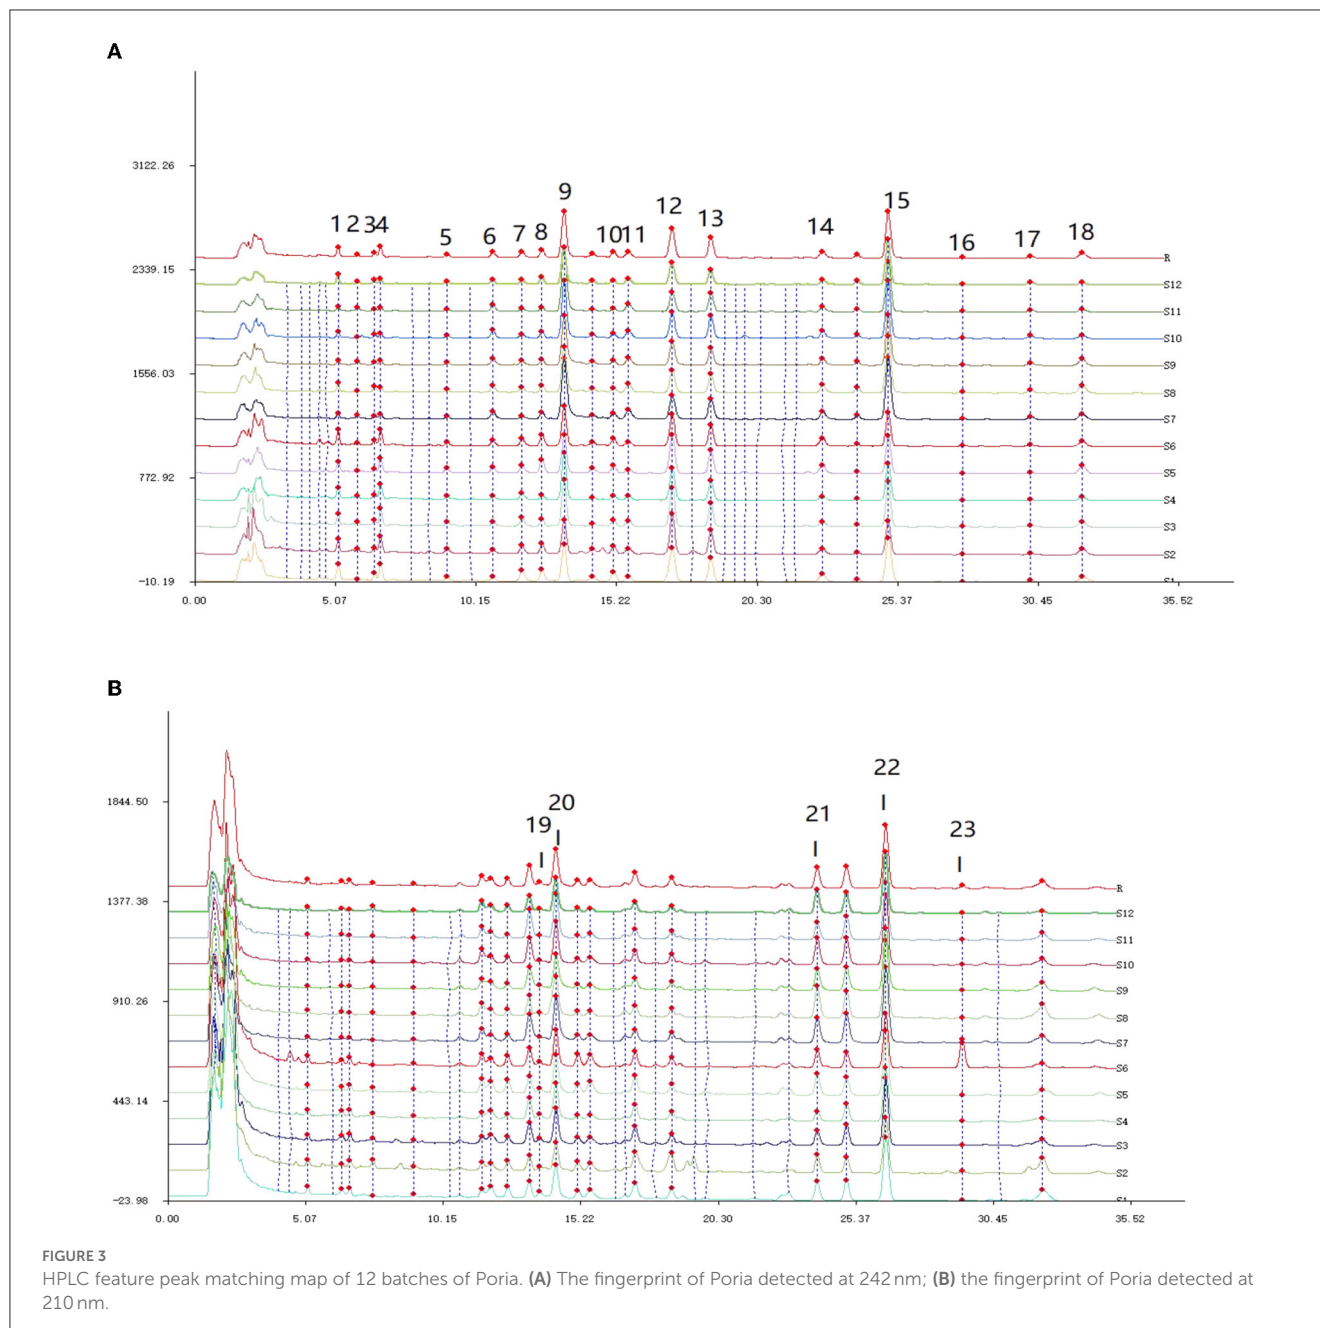 A
3122.26
2339.15
1556.03
772.92
-10.19
1 2 3 4 5 6 7 8 9 10 11 12 13 14 15 16 17 18
R
S12
S11
S10
S9
S8
S7
S6
S5
S4
S3
S2
S1
0.00 5.07 10.15 15.22 20.30 25.37 30.45 35.52
B
1844.50
1377.38
910.26
443.14
-23.98
19 20 21 22 23
R
S12
S11
S10
S9
S8
S7
S6
S5
S4
S3
S2
S1
0.00 5.07 10.15 15.22 20.30 25.37 30.45 35.52
FIGURE 3
HPLC feature peak matching map of 12 batches of Poria. (A) The fingerprint of Poria detected at 242 nm; (B) the fingerprint of Poria detected at
210 nm.